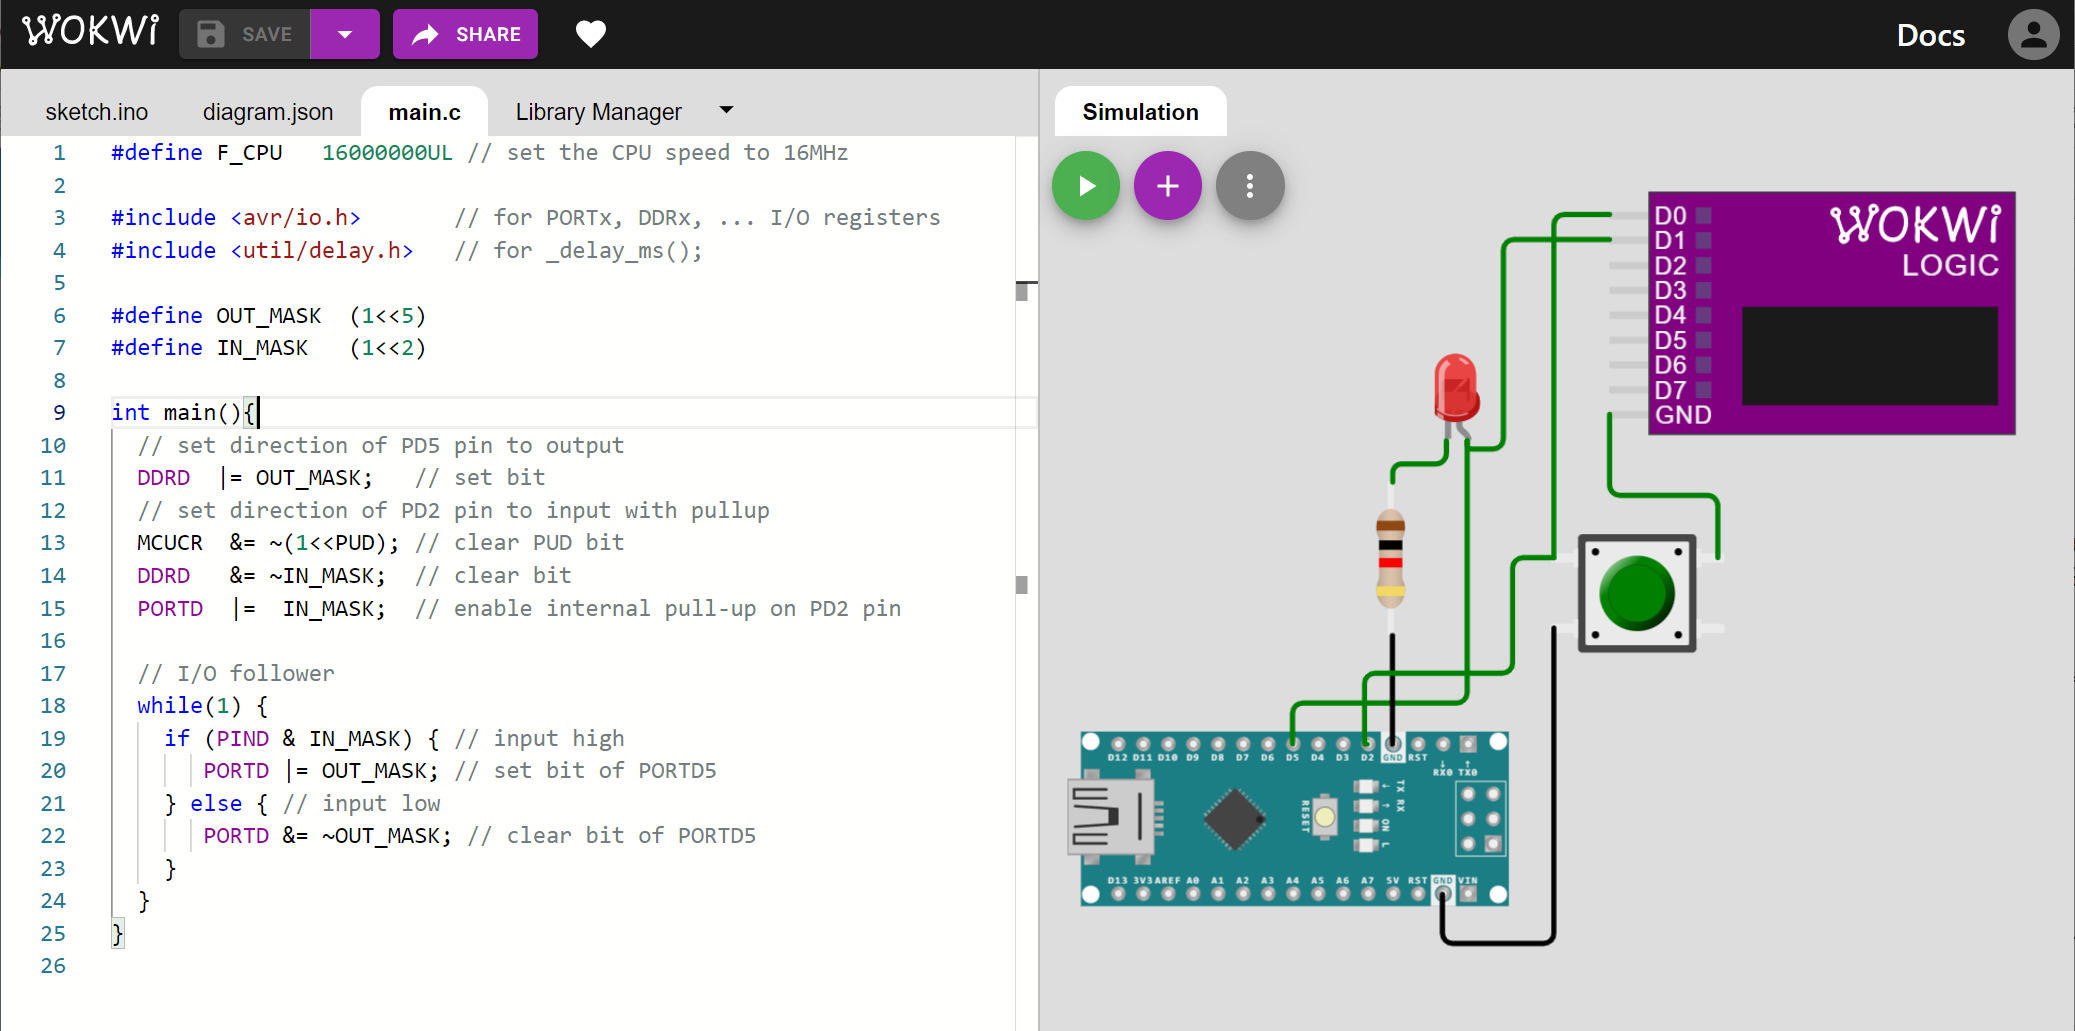 WOKWi
SAVE
SHARE
Docs
sketch.ino
diagram.json
main.c
Library Manager
1 #define F_CPU   16000000UL // set the CPU speed to 16MHz
2
3 #include <avr/io.h>       // for PORTx, DDRx, ... I/O registers
4 #include <util/delay.h>   // for _delay_ms();
5
6 #define OUT_MASK  (1<<5)
7 #define IN_MASK   (1<<2)
8
9 int main(){
10   // set direction of PD5 pin to output
11   DDRD  |= OUT_MASK;   // set bit
12   // set direction of PD2 pin to input with pullup
13   MCUCR  &= ~(1<<PUD); // clear PUD bit
14   DDRD   &= ~IN_MASK;  // clear bit
15   PORTD  |=  IN_MASK;  // enable internal pull-up on PD2 pin
16
17   // I/O follower
18   while(1) {
19     if (PIND & IN_MASK) { // input high
20       PORTD |= OUT_MASK; // set bit of PORTD5
21     } else { // input low
22       PORTD &= ~OUT_MASK; // clear bit of PORTD5
23     }
24   }
25 }
26
Simulation
WOKWi
LOGIC
D0
D1
D2
D3
D4
D5
D6
D7
GND
D12 D11 D10 D9 D8 D7 D6 D5 D4 D3 D2 GND RST
RX0 TX0
RESET
TX
RX
ON
L
D13 3V3 AREF A0 A1 A2 A3 A4 A5 A6 A7 5V RST GND VIN